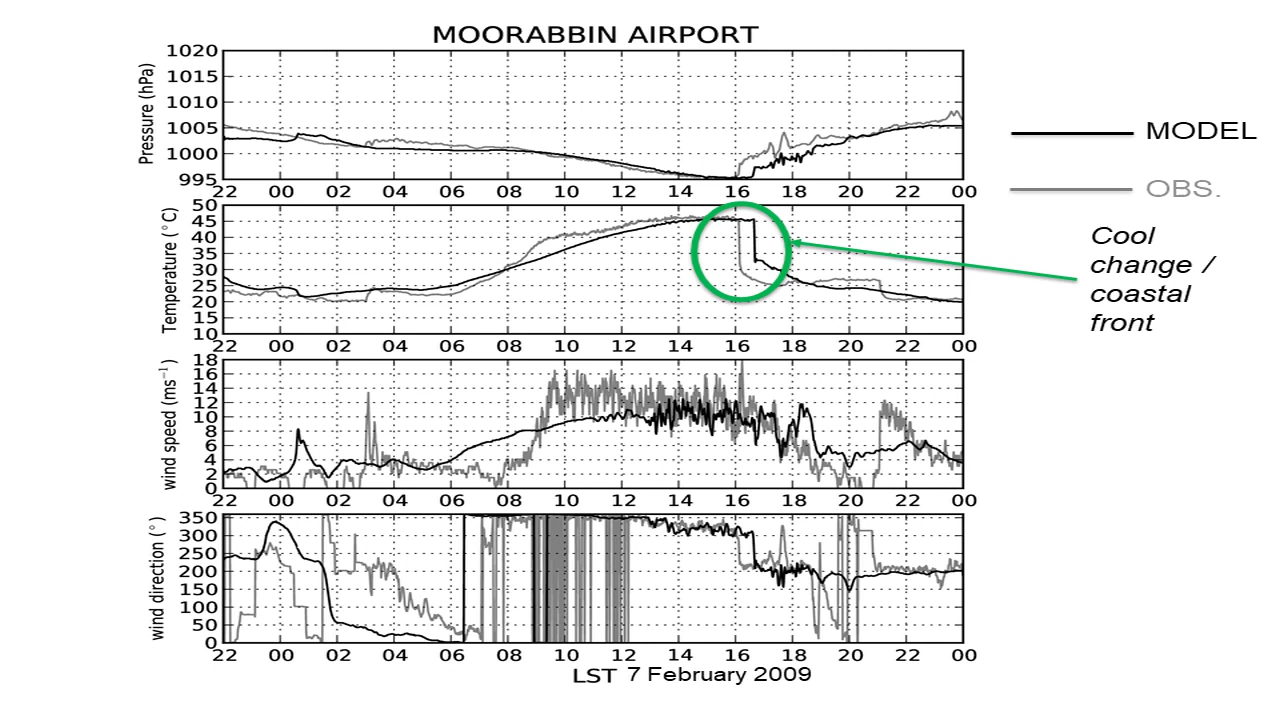 MOORABBIN AIRPORT
Pressure (hPa)
1020
1015
1010
1005
1000
995
22 00 02 04 06 08 10 12 14 16 18 20 22 00
MODEL
OBS.
Temperature (°C)
50
45
40
35
30
25
20
15
10
22 00 02 04 06 08 10 12 14 16 18 20 22 00
Cool
change /
coastal
front
wind speed (ms⁻¹)
18
16
14
12
10
8
6
4
2
0
22 00 02 04 06 08 10 12 14 16 18 20 22 00
wind direction (°)
350
300
250
200
150
100
50
0
22 00 02 04 06 08 10 12 14 16 18 20 22 00
LST 7 February 2009